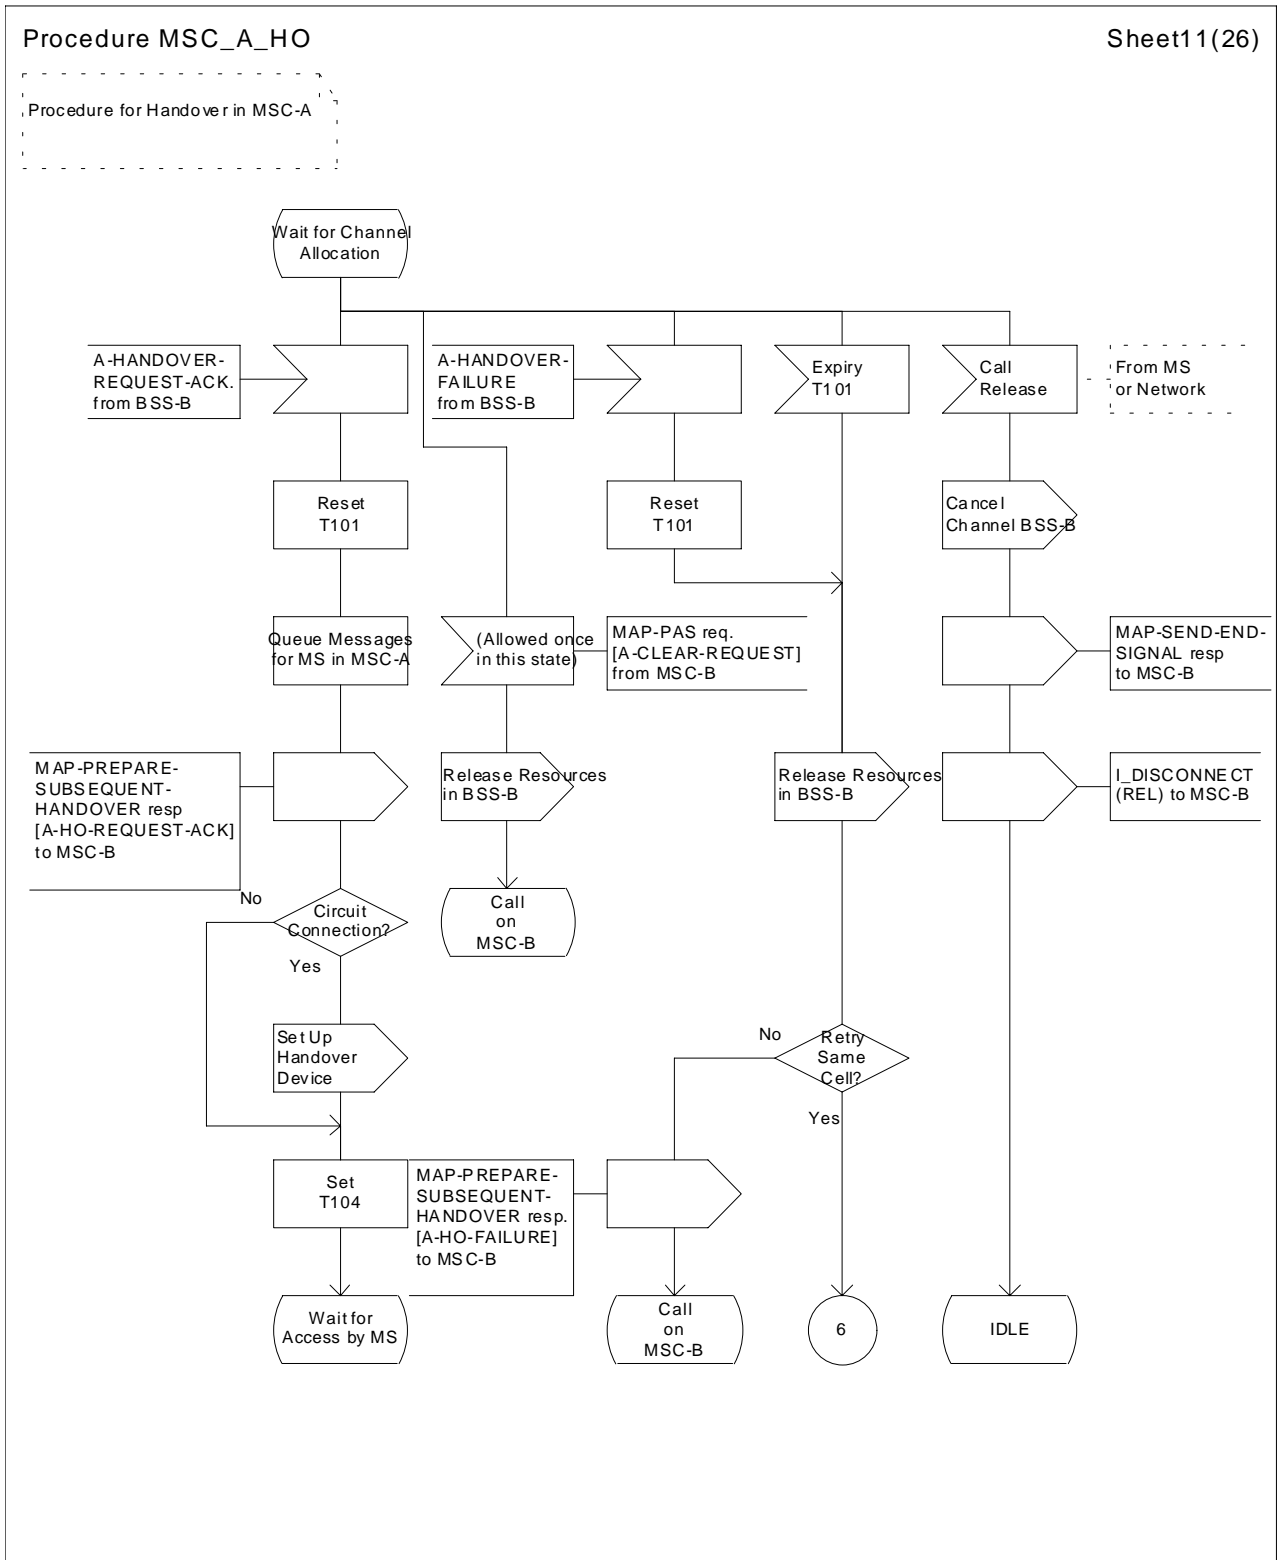 Procedure MSC_A_HO
Sheet11(26)
Procedure for Handover in MSC-A
Wait for Channel
Allocation
A-HANDOVER-
REQUEST-ACK.
from BSS-B
A-HANDOVER-
FAILURE
from BSS-B
Expiry
T101
Call
Release
From MS
or Network
Reset
T101
Reset
T101
Cancel
Channel BSS-B
Queue Messages
for MS in MSC-A
(Allowed once
in this state)
MAP-PAS req.
[A-CLEAR-REQUEST]
from MSC-B
MAP-SEND-END-
SIGNAL resp
to MSC-B
MAP-PREPARE-
SUBSEQUENT-
HANDOVER resp
[A-HO-REQUEST-ACK]
to MSC-B
Release Resources
in BSS-B
Release Resources
in BSS-B
I_DISCONNECT
(REL) to MSC-B
No
Circuit
Connection?
Yes
Call
on
MSC-B
Set Up
Handover
Device
No
Retry
Same
Cell?
Yes
Set
T104
MAP-PREPARE-
SUBSEQUENT-
HANDOVER resp.
[A-HO-FAILURE]
to MSC-B
Wait for
Access by MS
Call
on
MSC-B
6
IDLE